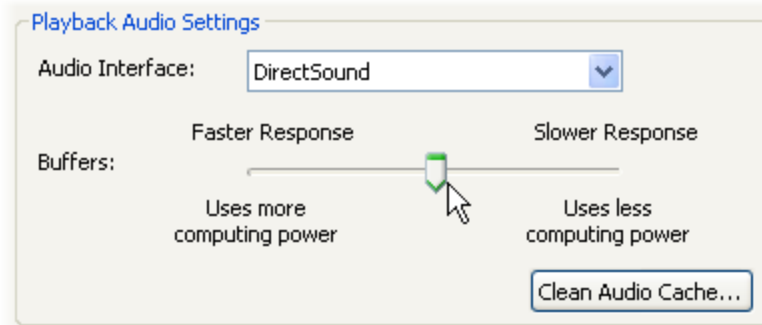 Playback Audio Settings
Audio Interface: DirectSound
Faster Response Slower Response
Buffers:
Uses more Uses less
computing power computing power
Clean Audio Cache...